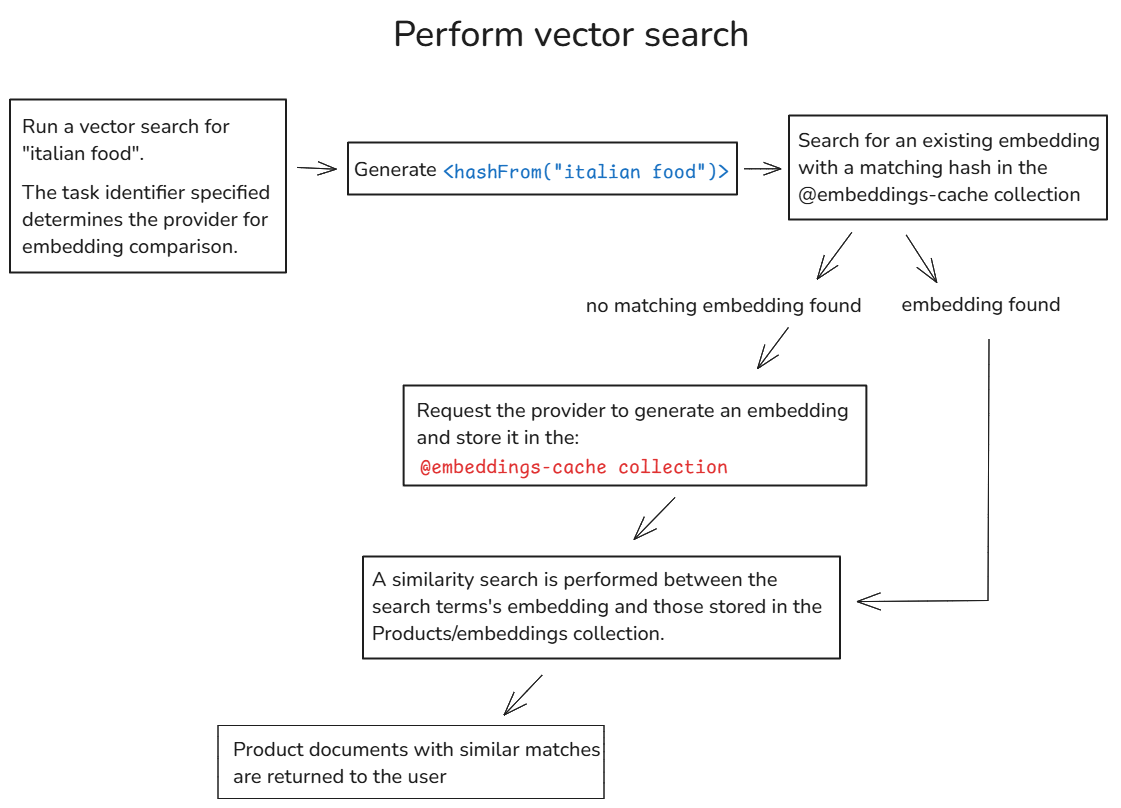 Perform vector search
Run a vector search for
"italian food".
The task identifier specified
determines the provider for
embedding comparison.
Generate <hashFrom("italian food")>
Search for an existing embedding
with a matching hash in the
@embeddings-cache collection
no matching embedding found
embedding found
Request the provider to generate an embedding
and store it in the:
@embeddings-cache collection
A similarity search is performed between the
search terms's embedding and those stored in the
Products/embeddings collection.
Product documents with similar matches
are returned to the user